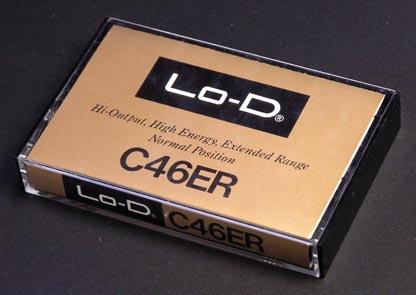 Lo-D®
Hi-Output, High Energy, Extended Range
Normal Position
C46ER
Lo-D® C46ER